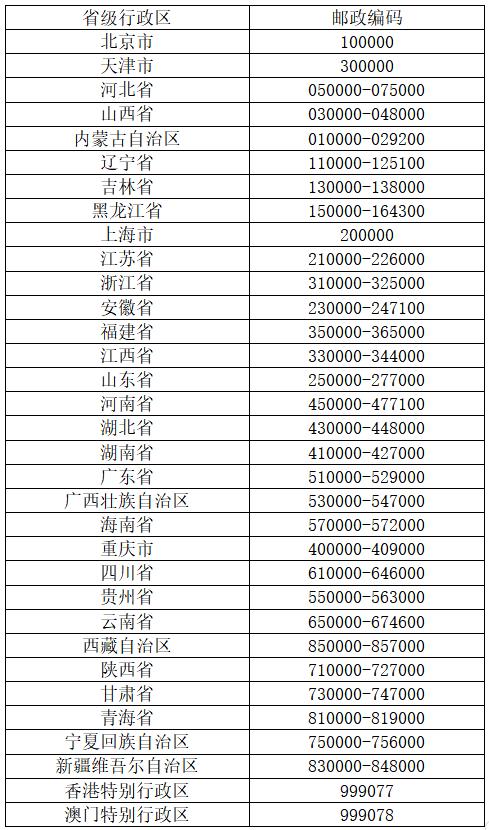 省级行政区 邮政编码
北京市 100000
天津市 300000
河北省 050000-075000
山西省 030000-048000
内蒙古自治区 010000-029200
辽宁省 110000-125100
吉林省 130000-138000
黑龙江省 150000-164300
上海市 200000
江苏省 210000-226000
浙江省 310000-325000
安徽省 230000-247100
福建省 350000-365000
江西省 330000-344000
山东省 250000-277000
河南省 450000-477100
湖北省 430000-448000
湖南省 410000-427000
广东省 510000-529000
广西壮族自治区 530000-547000
海南省 570000-572000
重庆市 400000-409000
四川省 610000-646000
贵州省 550000-563000
云南省 650000-674600
西藏自治区 850000-857000
陕西省 710000-727000
甘肃省 730000-747000
青海省 810000-819000
宁夏回族自治区 750000-756000
新疆维吾尔自治区 830000-848000
香港特别行政区 999077
澳门特别行政区 999078